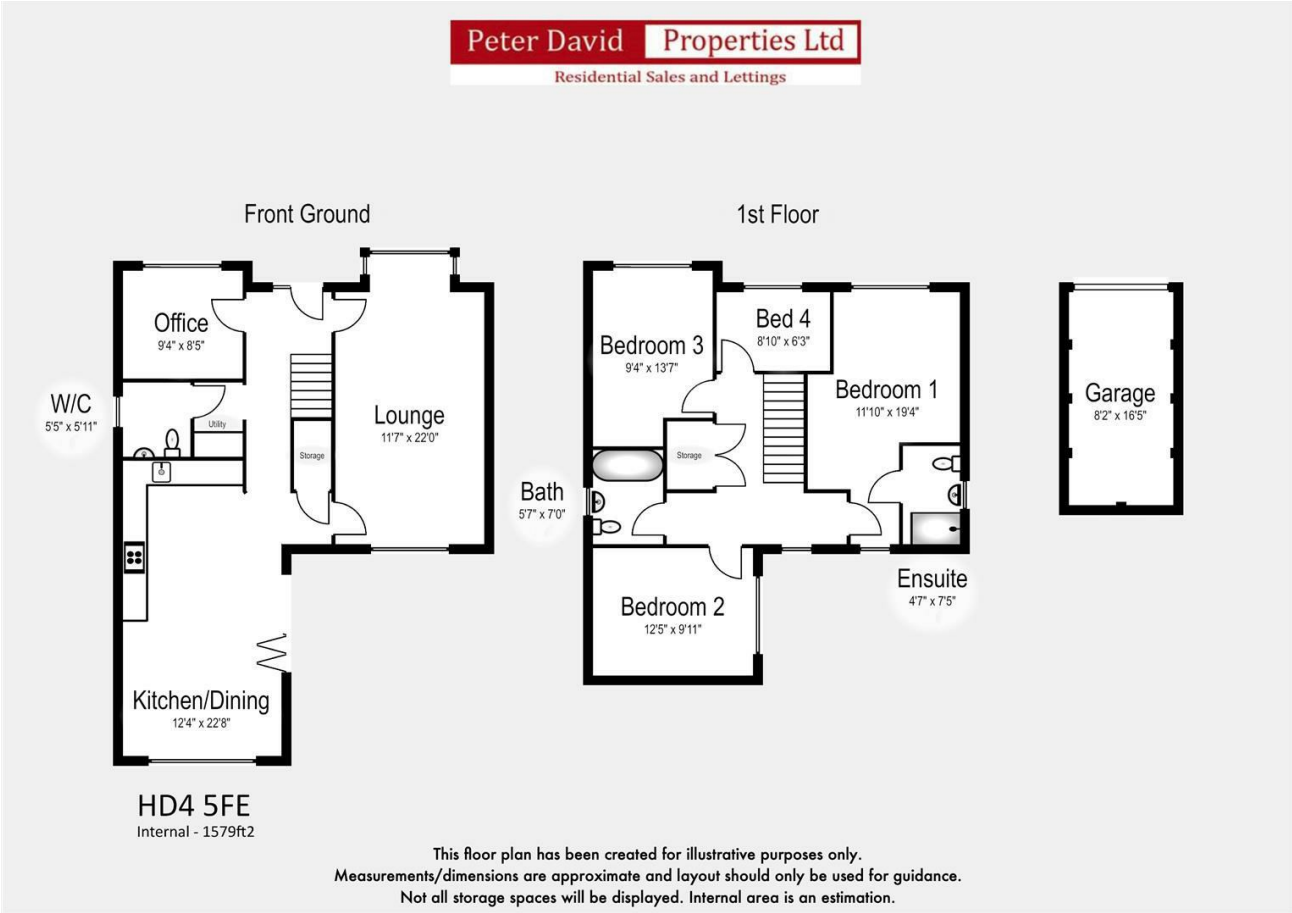 Peter David Properties Ltd
Residential Sales and Lettings
Front Ground
1st Floor
Office
9'4" x 8'5"
W/C
5'5" x 5'11"
Utility
Storage
Lounge
11'7" x 22'0"
Kitchen/Dining
12'4" x 22'8"
Bedroom 3
9'4" x 13'7"
Bed 4
8'10" x 6'3"
Bedroom 1
11'10" x 19'4"
Storage
Bath
5'7" x 7'0"
Bedroom 2
12'5" x 9'11"
Ensuite
4'7" x 7'5"
Garage
8'2" x 16'5"
HD4 5FE
Internal - 1579ft2
This floor plan has been created for illustrative purposes only.
Measurements/dimensions are approximate and layout should only be used for guidance.
Not all storage spaces will be displayed. Internal area is an estimation.